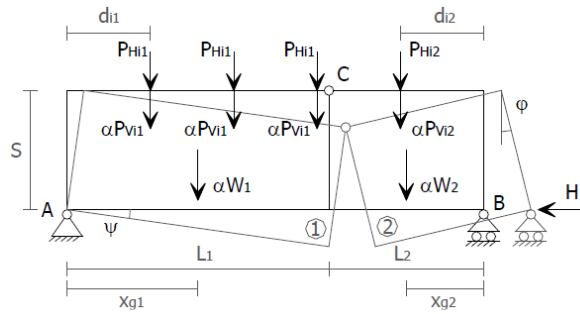 di1 di2
PHi1 PHi1 PHi1 PHi2
C
φ
αPVi1 αPVi1 αPVi1 αPVi2
S
αW1 αW2
A B H
ψ 1 2
L1 L2
xg1 xg2